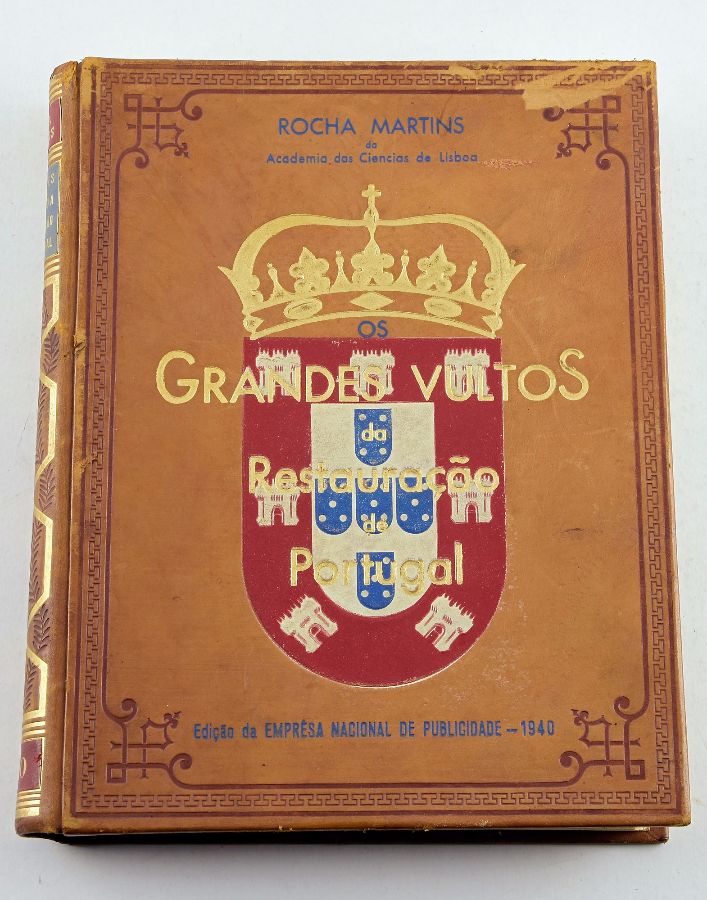 ROCHA MARTINS
da
Academia das Ciencias de Lisboa
OS
GRANDES VULTOS
da
Restauração
de
Portugal
Edição da EMPRÊSA NACIONAL DE PUBLICIDADE — 1940